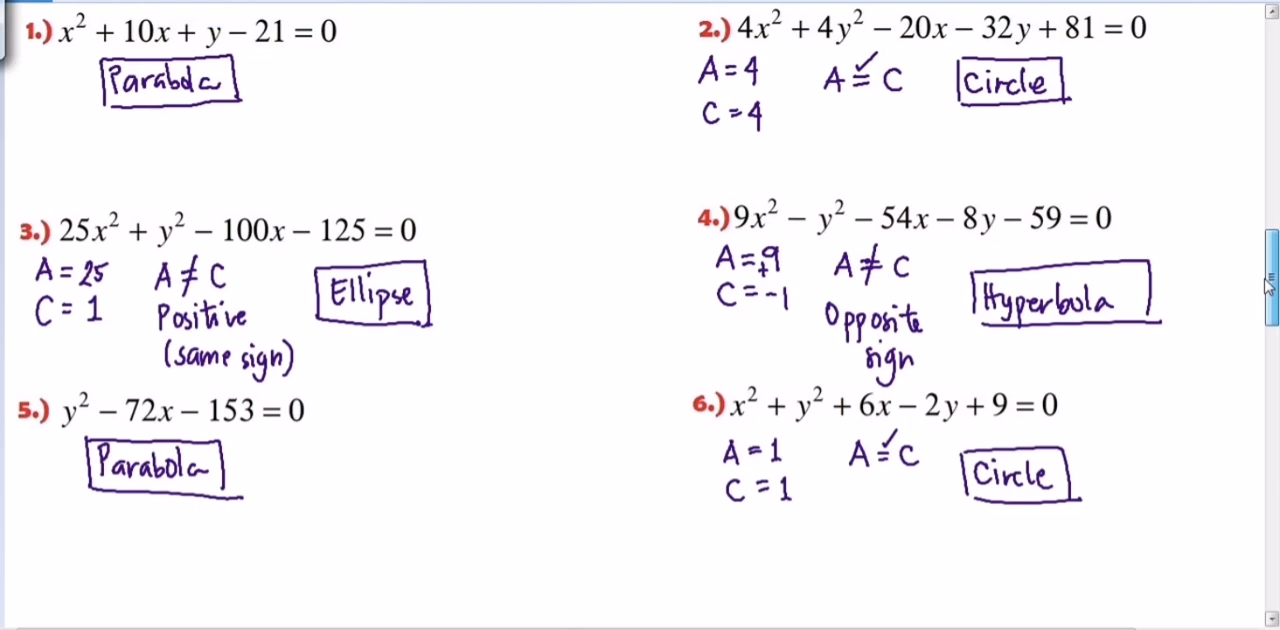 1.) x² + 10x + y − 21 = 0
Parabola
2.) 4x² + 4y² − 20x − 32y + 81 = 0
A = 4 A = ✓ C Circle
C = 4
3.) 25x² + y² − 100x − 125 = 0
A = 25 A ≠ C Ellipse
C = 1 Positive
(same sign)
4.) 9x² − y² − 54x − 8y − 59 = 0
A = +9 A ≠ C Hyperbola
C = −1 Opposite
sign
5.) y² − 72x − 153 = 0
Parabola
6.) x² + y² + 6x − 2y + 9 = 0
A = 1 A = ✓ C Circle
C = 1